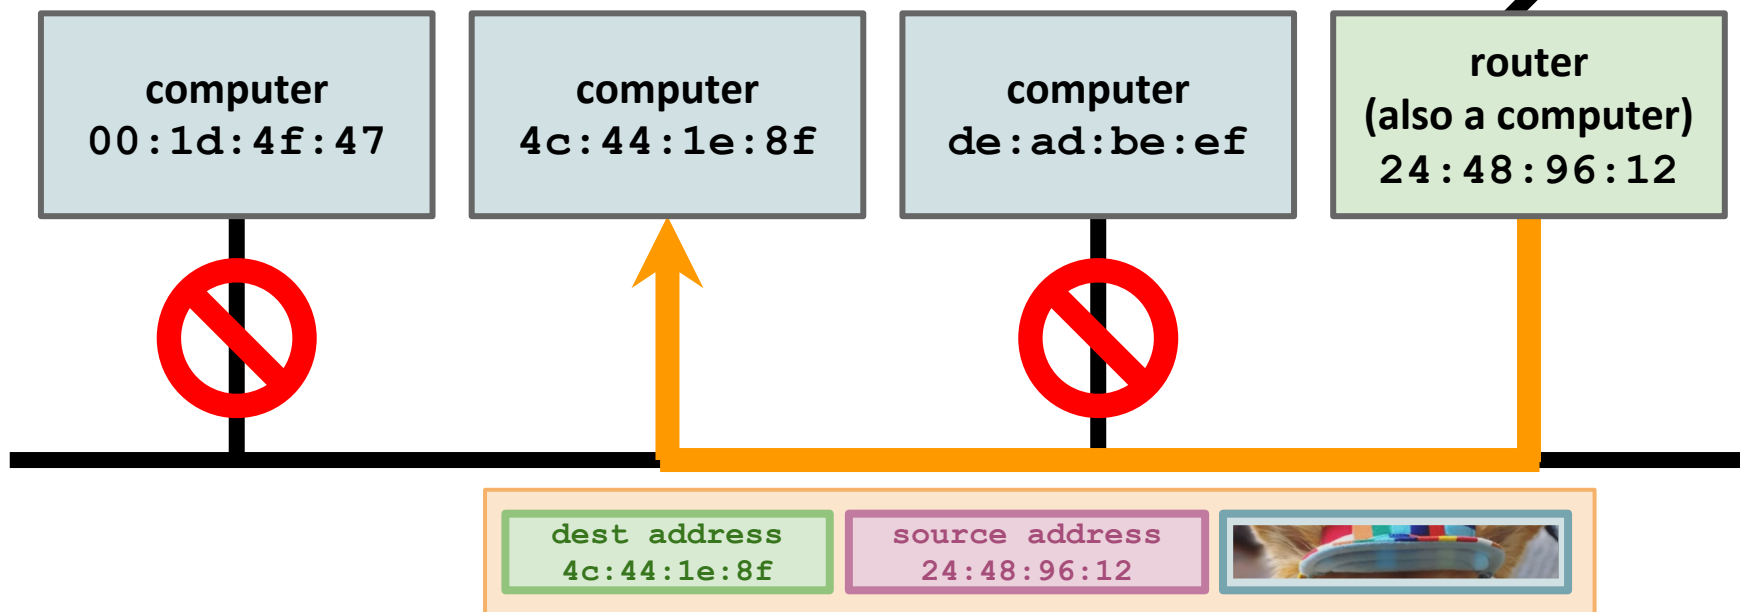 computer
00:1d:4f:47
computer
4c:44:1e:8f
computer
de:ad:be:ef
router
(also a computer)
24:48:96:12
dest address
4c:44:1e:8f
source address
24:48:96:12